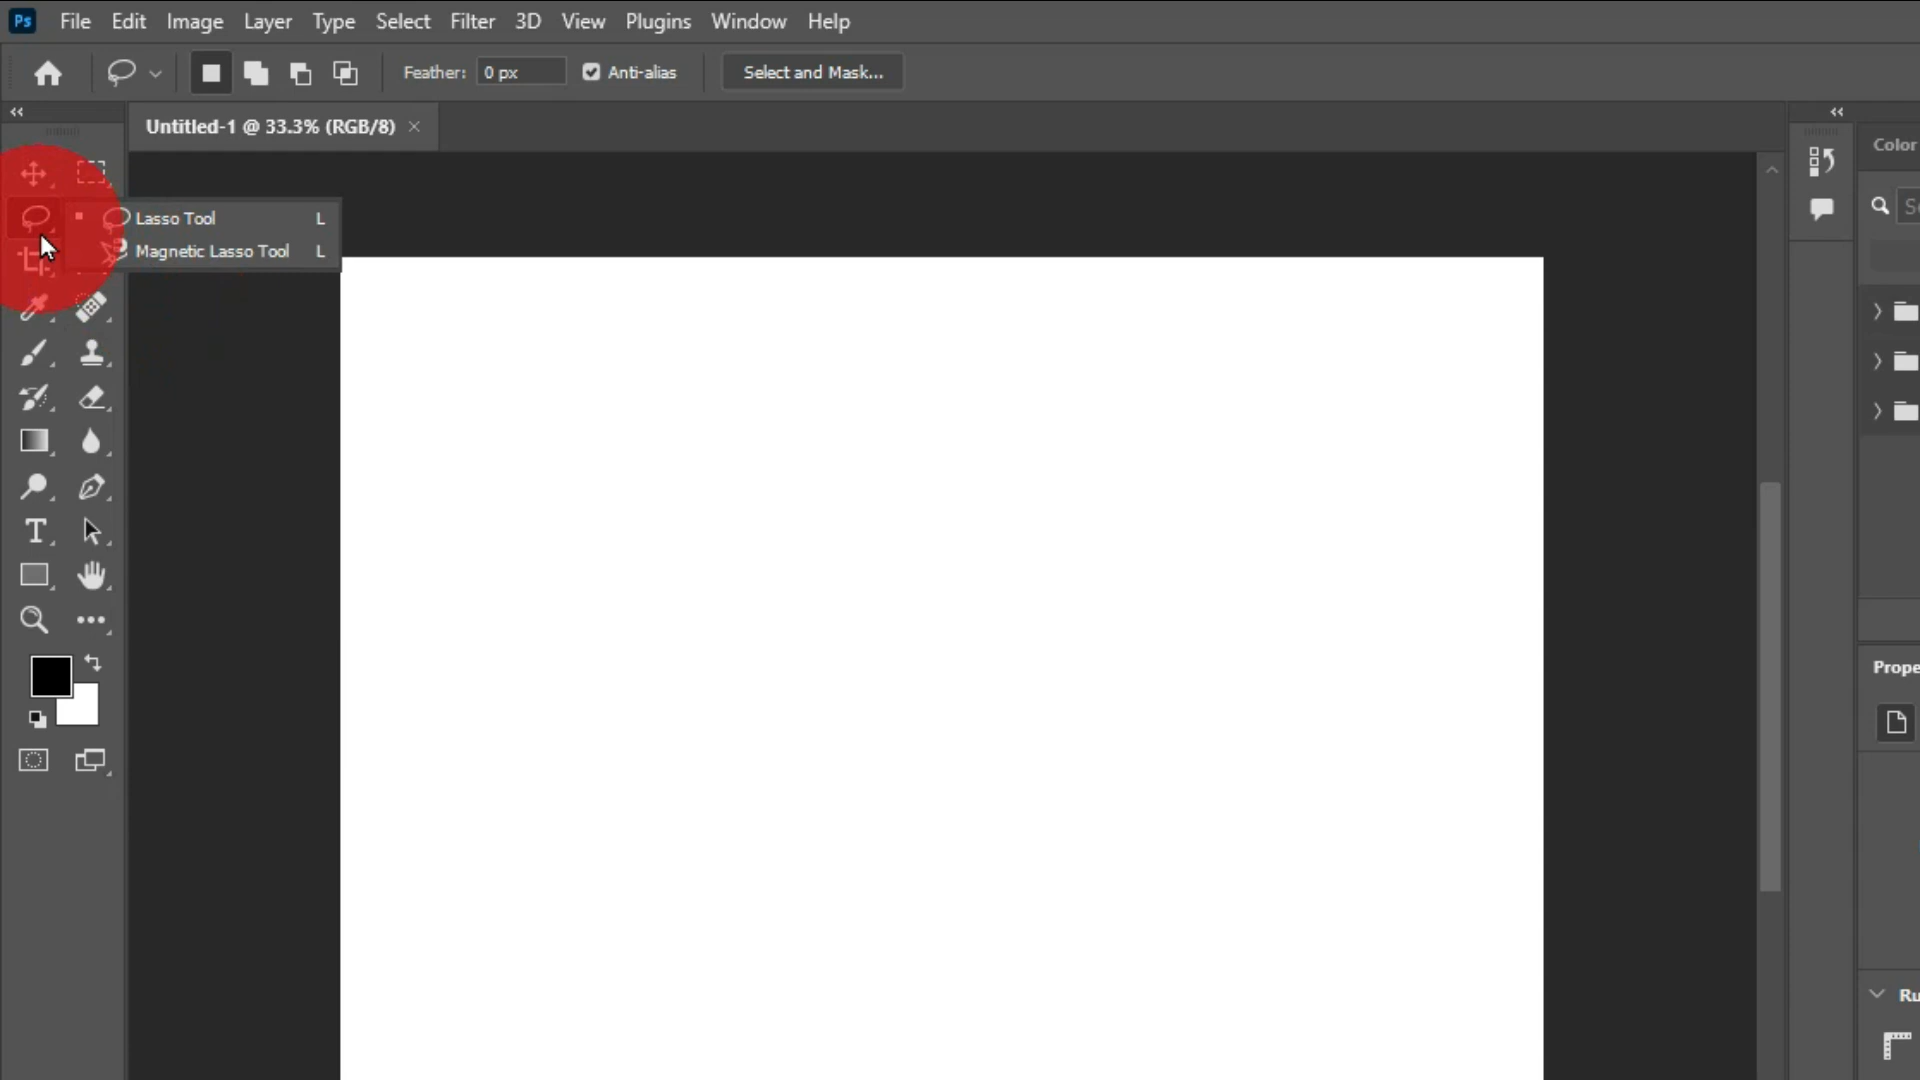 Ps File Edit Image Layer Type Select Filter 3D View Plugins Window Help
Feather: 0 px Anti-alias Select and Mask...
Untitled-1 @ 33.3% (RGB/8) ×
Color
Lasso Tool L
Magnetic Lasso Tool L
T